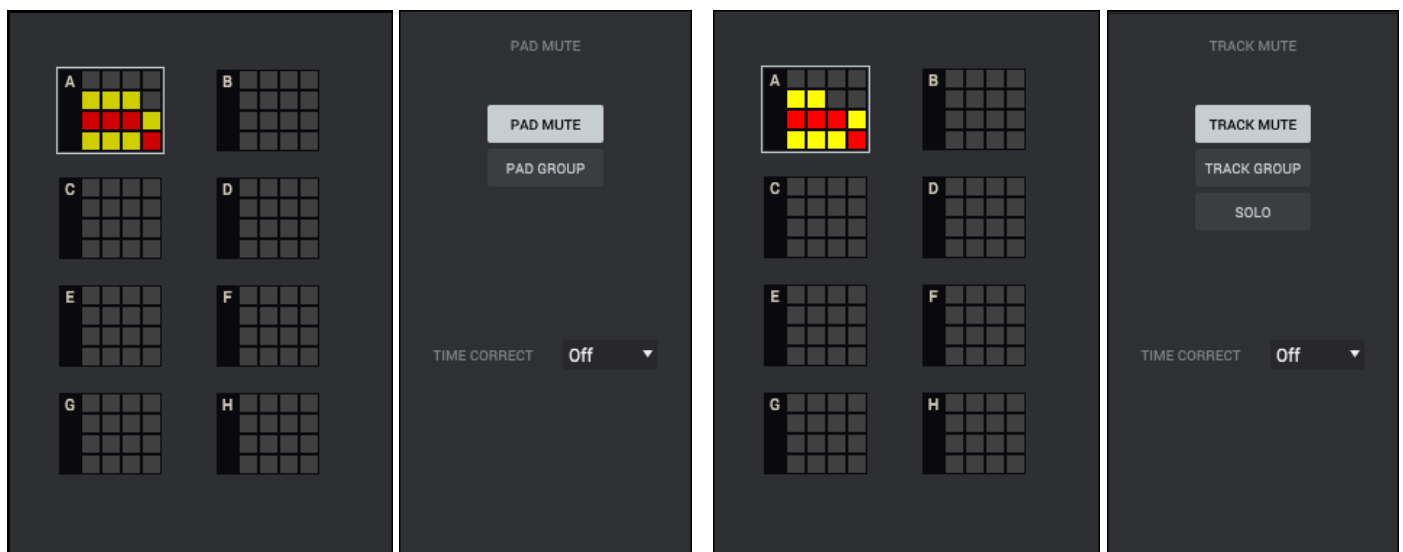 PAD MUTE
A
B
PAD MUTE
PAD GROUP
C
D
E
F
TIME CORRECT Off
G
H
TRACK MUTE
A
B
TRACK MUTE
TRACK GROUP
C
D
SOLO
E
F
TIME CORRECT Off
G
H